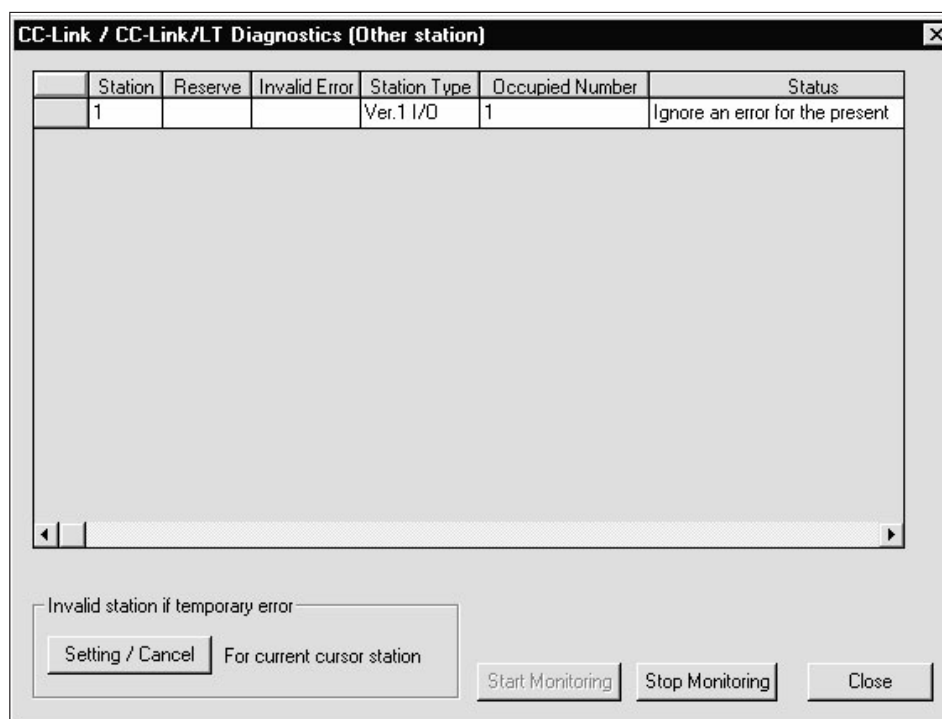 CC-Link / CC-Link/LT Diagnostics (Other station)
Station Reserve Invalid Error Station Type Occupied Number Status
1 Ver.1 I/O 1 Ignore an error for the present
Invalid station if temporary error
Setting / Cancel For current cursor station
Start Monitoring Stop Monitoring Close